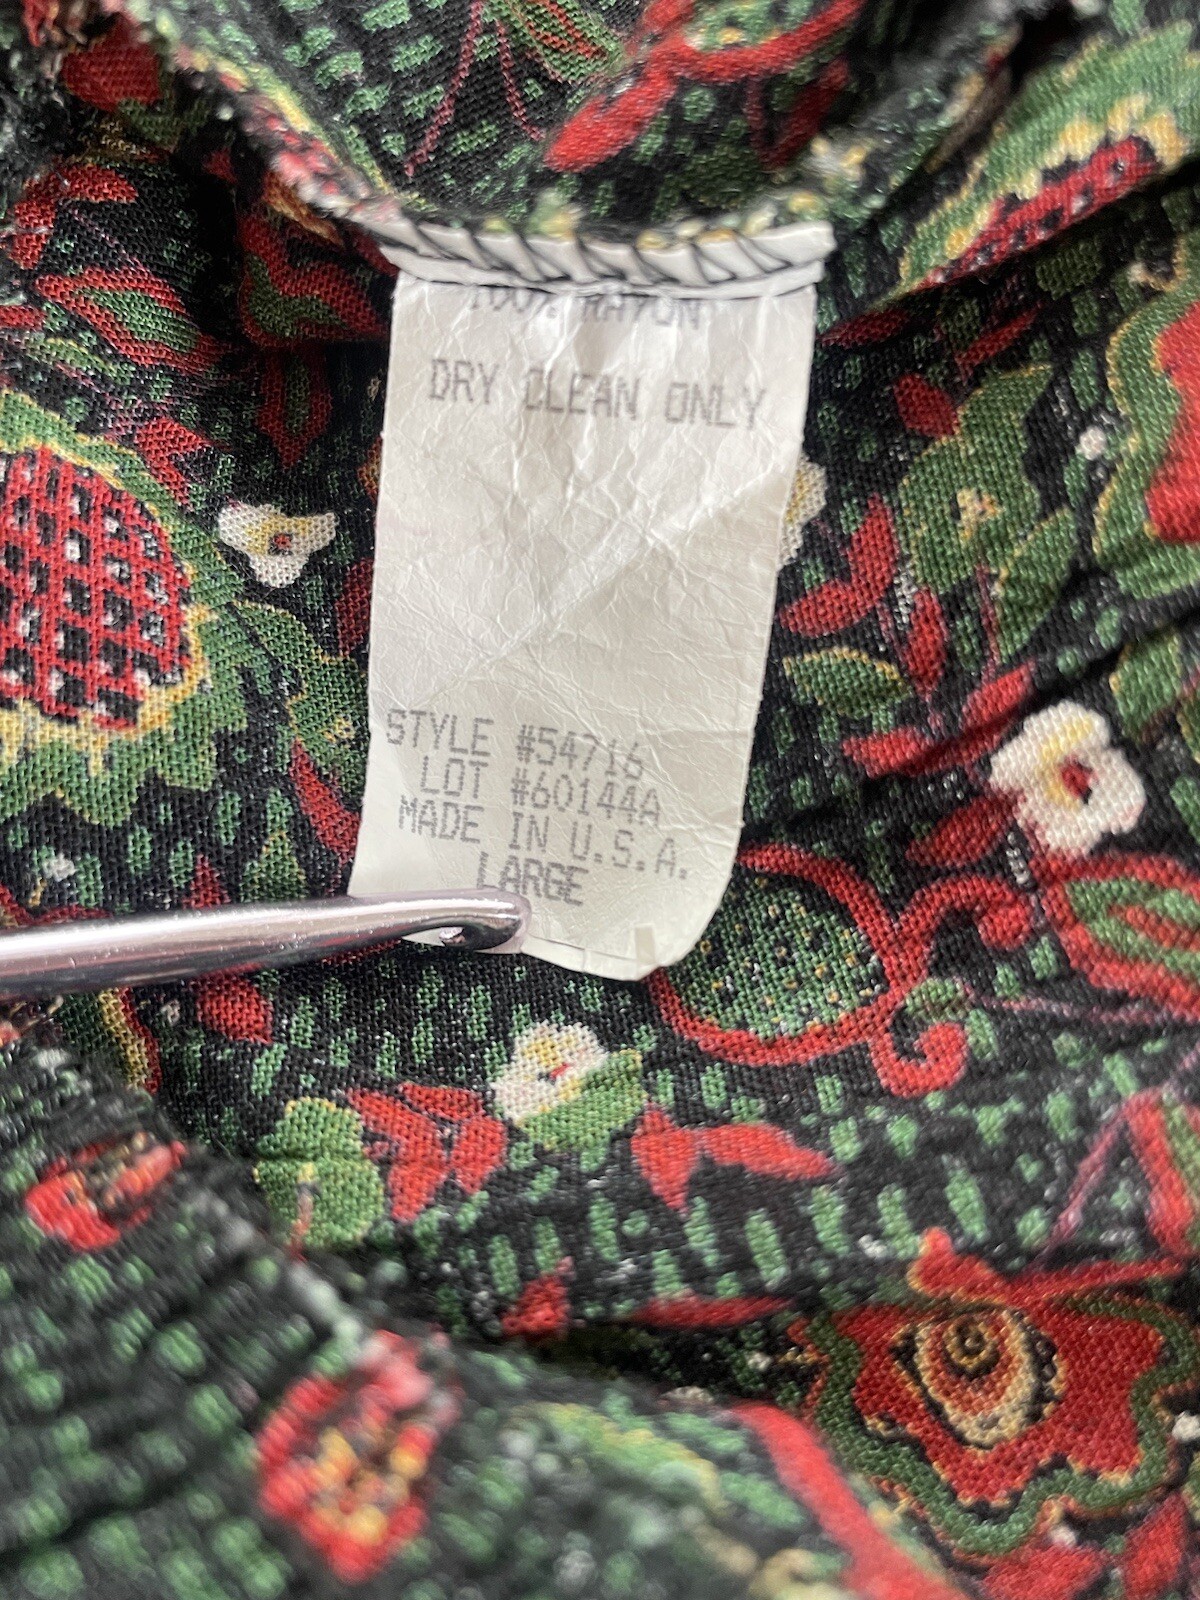 100% RAYON
DRY CLEAN ONLY
STYLE #54716
LOT #60144A
MADE IN U.S.A.
LARGE